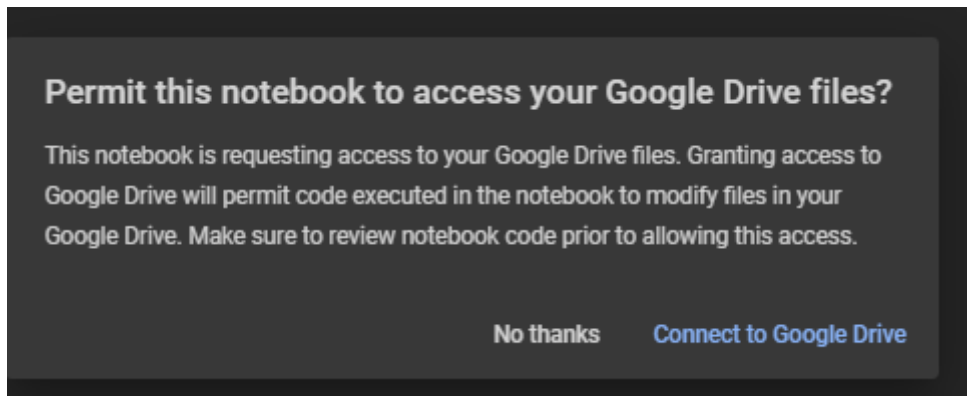 Permit this notebook to access your Google Drive files?
This notebook is requesting access to your Google Drive files. Granting access to
Google Drive will permit code executed in the notebook to modify files in your
Google Drive. Make sure to review notebook code prior to allowing this access.
No thanks
Connect to Google Drive